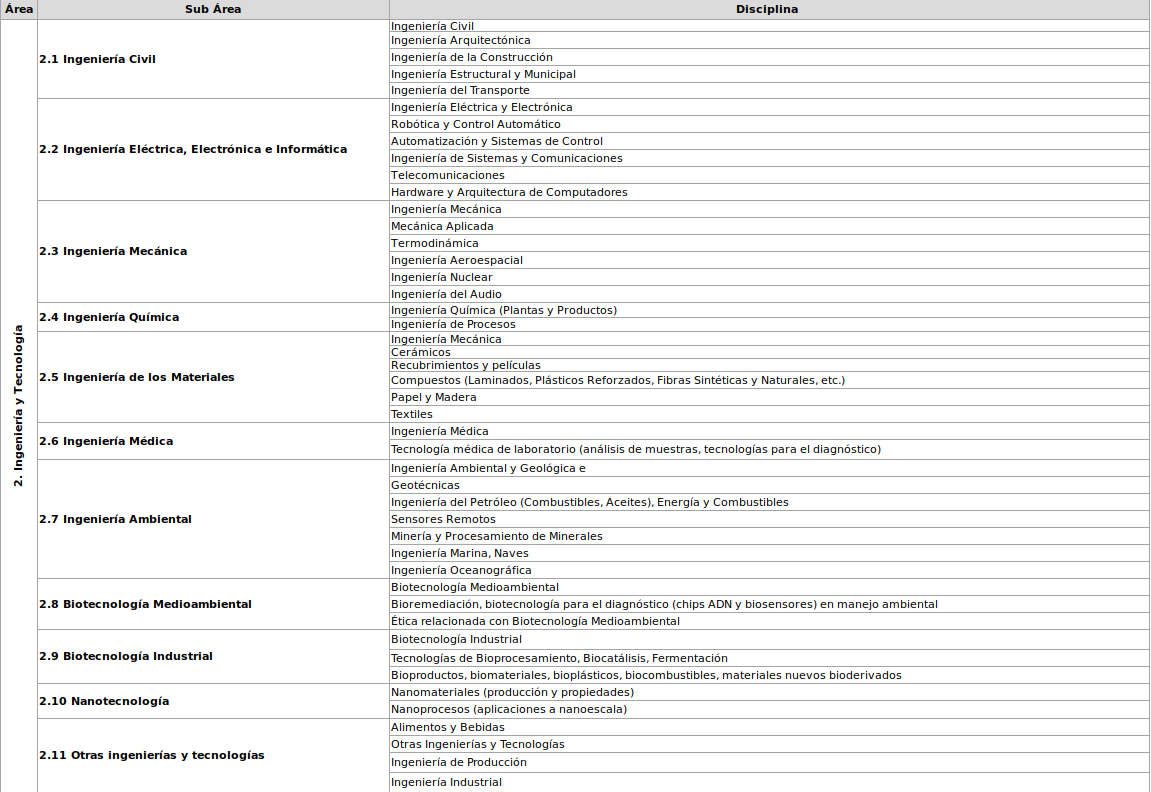 Área Sub Área Disciplina
2. Ingeniería y Tecnología
2.1 Ingeniería Civil
Ingeniería Civil
Ingeniería Arquitectónica
Ingeniería de la Construcción
Ingeniería Estructural y Municipal
Ingeniería del Transporte
2.2 Ingeniería Eléctrica, Electrónica e Informática
Ingeniería Eléctrica y Electrónica
Robótica y Control Automático
Automatización y Sistemas de Control
Ingeniería de Sistemas y Comunicaciones
Telecomunicaciones
Hardware y Arquitectura de Computadores
2.3 Ingeniería Mecánica
Ingeniería Mecánica
Mecánica Aplicada
Termodinámica
Ingeniería Aeroespacial
Ingeniería Nuclear
Ingeniería del Audio
2.4 Ingeniería Química
Ingeniería Química (Plantas y Productos)
Ingeniería de Procesos
2.5 Ingeniería de los Materiales
Ingeniería Mecánica
Cerámicos
Recubrimientos y películas
Compuestos (Laminados, Plásticos Reforzados, Fibras Sintéticas y Naturales, etc.)
Papel y Madera
Textiles
2.6 Ingeniería Médica
Ingeniería Médica
Tecnología médica de laboratorio (análisis de muestras, tecnologías para el diagnóstico)
2.7 Ingeniería Ambiental
Ingeniería Ambiental y Geológica e
Geotécnicas
Ingeniería del Petróleo (Combustibles, Aceites), Energía y Combustibles
Sensores Remotos
Minería y Procesamiento de Minerales
Ingeniería Marina, Naves
Ingeniería Oceanográfica
2.8 Biotecnología Medioambiental
Biotecnología Medioambiental
Bioremediación, biotecnología para el diagnóstico (chips ADN y biosensores) en manejo ambiental
Ética relacionada con Biotecnología Medioambiental
2.9 Biotecnología Industrial
Biotecnología Industrial
Tecnologías de Bioprocesamiento, Biocatálisis, Fermentación
Bioproductos, biomateriales, bioplásticos, biocombustibles, materiales nuevos bioderivados
2.10 Nanotecnología
Nanomateriales (producción y propiedades)
Nanoprocesos (aplicaciones a nanoescala)
2.11 Otras ingenierías y tecnologías
Alimentos y Bebidas
Otras Ingenierías y Tecnologías
Ingeniería de Producción
Ingeniería Industrial